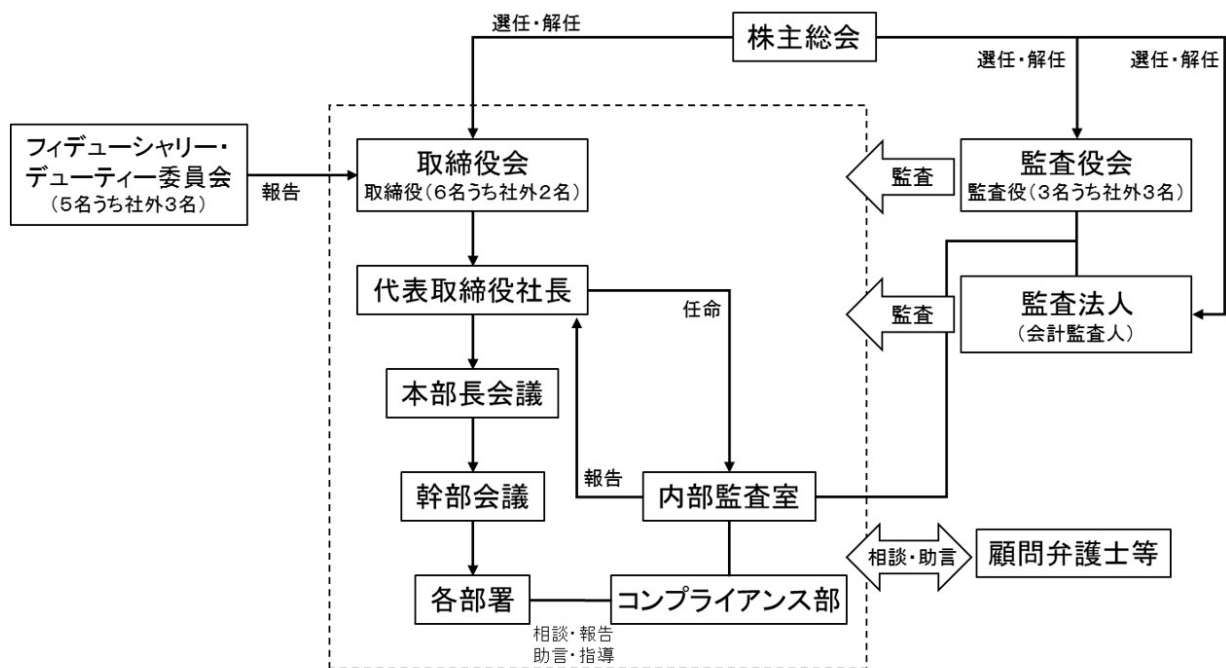 株主総会
選任・解任
選任・解任
選任・解任
フィデューシャリー・
デューティー委員会
(5名うち社外3名)
報告
取締役会
取締役(6名うち社外2名)
監査
監査役会
監査役(3名うち社外3名)
代表取締役社長
任命
監査
監査法人
(会計監査人)
本部長会議
幹部会議
報告
内部監査室
相談・助言
顧問弁護士等
各部署
コンプライアンス部
相談・報告
助言・指導